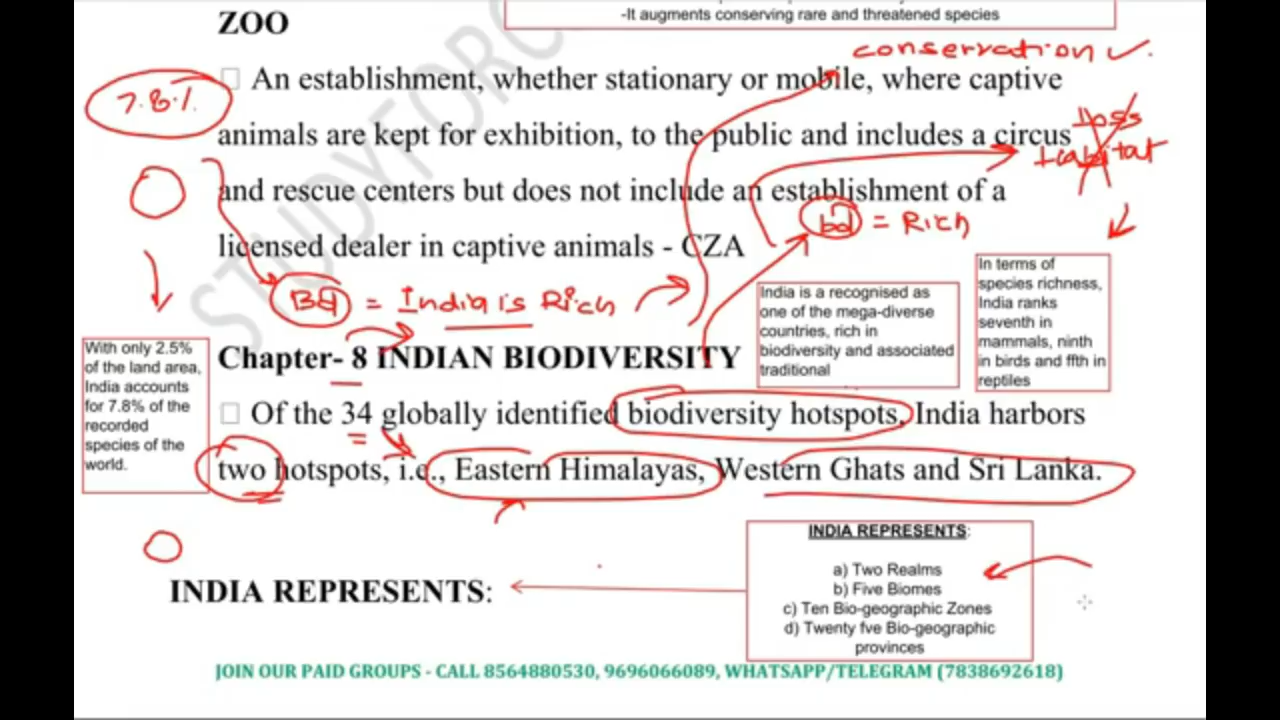 -It augments conserving rare and threatened species
ZOO
conservation ✓.
An establishment, whether stationary or mobile, where captive
7.8%
animals are kept for exhibition, to the public and includes a circus
Loss
Habitat
and rescue centers but does not include an establishment of a
bd = Rich
licensed dealer in captive animals - CZA
Bd = India is Rich
India is a recognised as
one of the mega-diverse
countries, rich in
biodiversity and associated
traditional
In terms of
species richness,
India ranks
seventh in
mammals, ninth
in birds and ffth in
reptiles
With only 2.5%
of the land area,
India accounts
for 7.8% of the
recorded
species of the
world.
Chapter- 8 INDIAN BIODIVERSITY
Of the 34 globally identified biodiversity hotspots, India harbors
two hotspots, i.e., Eastern Himalayas, Western Ghats and Sri Lanka.
INDIA REPRESENTS:
INDIA REPRESENTS:
a) Two Realms
b) Five Biomes
c) Ten Bio-geographic Zones
d) Twenty fve Bio-geographic
provinces
JOIN OUR PAID GROUPS - CALL 8564880530, 9696066089, WHATSAPP/TELEGRAM (7838692618)
STUDYFORC